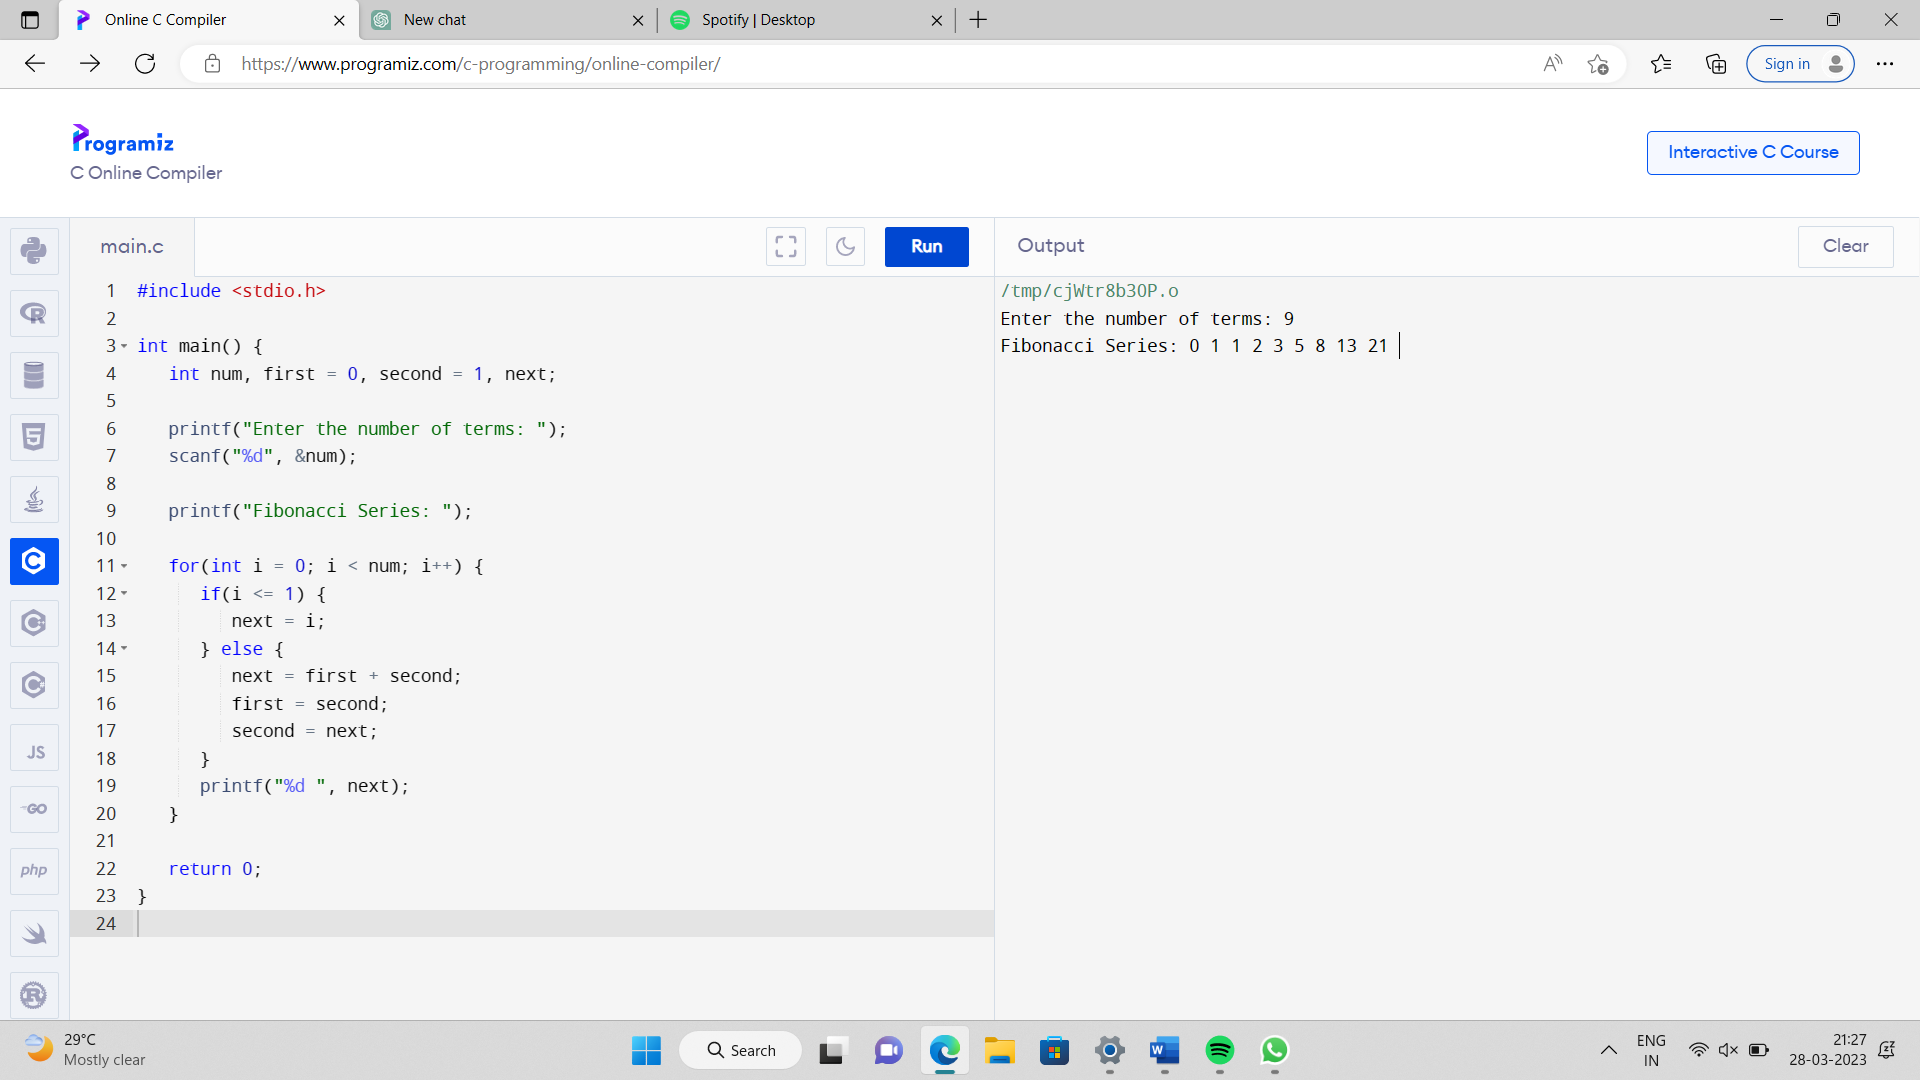 Online C Compiler
New chat
Spotify | Desktop
https://www.programiz.com/c-programming/online-compiler/
Sign in
Programiz
C Online Compiler
Interactive C Course
main.c
Run
Output
Clear
1 #include <stdio.h>
2
3 int main() {
4    int num, first = 0, second = 1, next;
5
6    printf("Enter the number of terms: ");
7    scanf("%d", &num);
8
9    printf("Fibonacci Series: ");
10
11    for(int i = 0; i < num; i++) {
12       if(i <= 1) {
13          next = i;
14       } else {
15          next = first + second;
16          first = second;
17          second = next;
18       }
19       printf("%d ", next);
20    }
21
22    return 0;
23 }
24
/tmp/cjWtr8b3OP.o
Enter the number of terms: 9
Fibonacci Series: 0 1 1 2 3 5 8 13 21
R
5
C
JS
GO
php
R
29°C
Mostly clear
Search
ENG
IN
21:27
28-03-2023